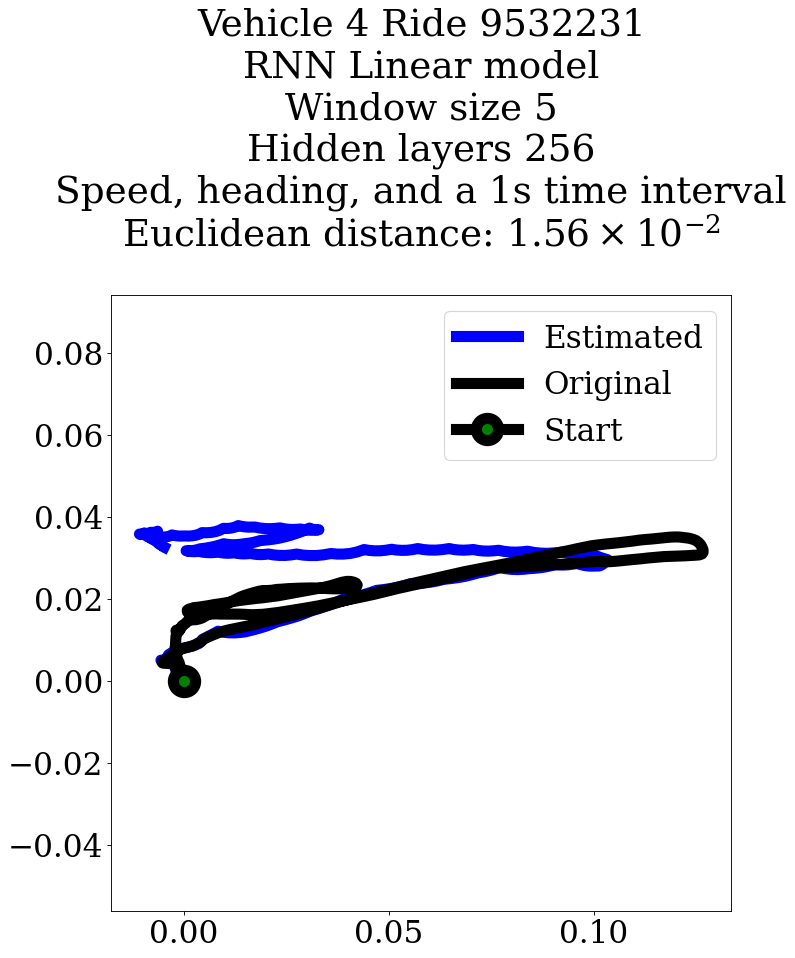 Vehicle 4 Ride 9532231
RNN Linear model
Window size 5
Hidden layers 256
Speed, heading, and a 1s time interval
Euclidean distance: 1.56 × 10⁻²
Estimated
Original
Start
0.08
0.06
0.04
0.02
0.00
−0.02
−0.04
0.00 0.05 0.10